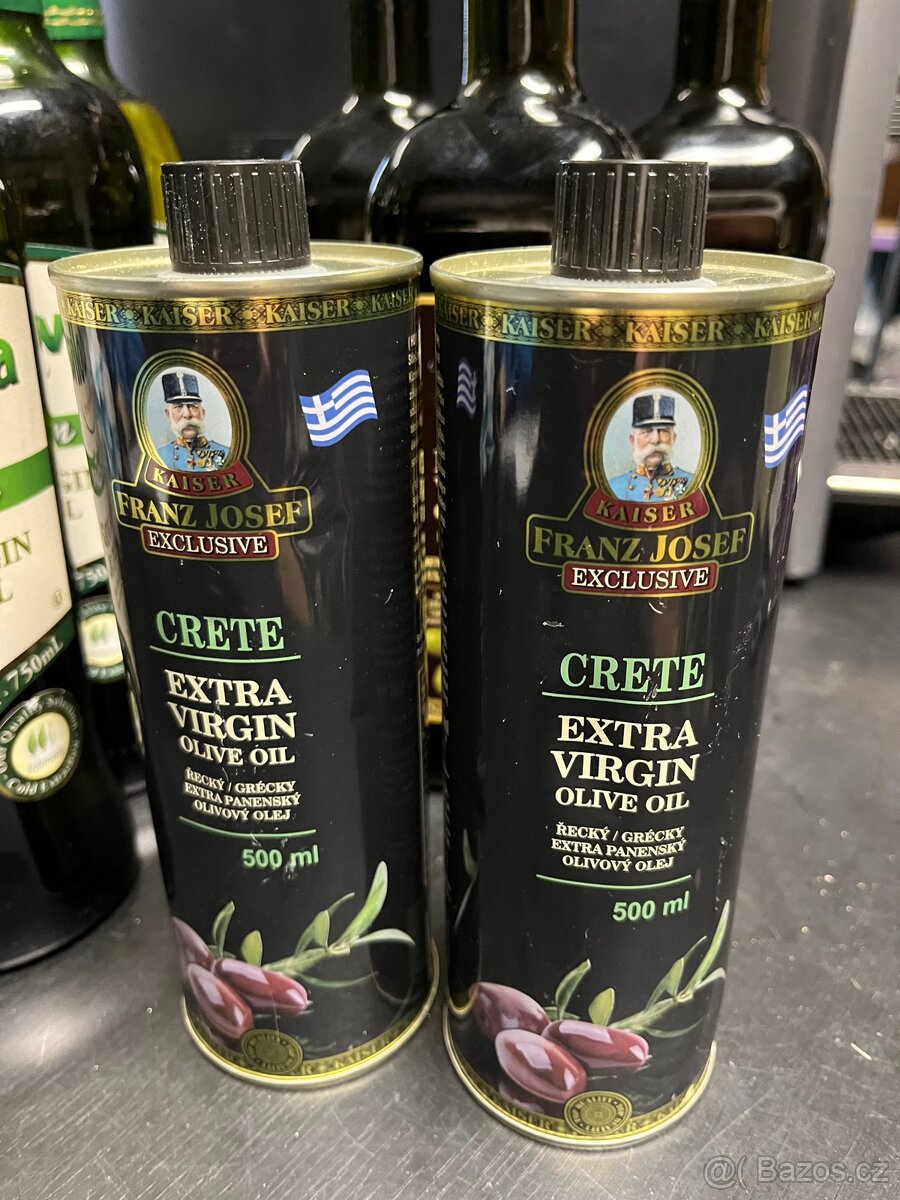 KAISER KAISER KAISER KAISER
KAISER
FRANZ JOSEF
EXCLUSIVE
CRETE
EXTRA
VIRGIN
OLIVE OIL
ŘECKÝ / GRÉCKY
EXTRA PANENSKÝ
OLIVOVÝ OLEJ
500 ml
KAISER KAISER KAISER
KAISER
FRANZ JOSEF
EXCLUSIVE
CRETE
EXTRA
VIRGIN
OLIVE OIL
ŘECKÝ / GRÉCKY
EXTRA PANENSKÝ
OLIVOVÝ OLEJ
500 ml
750mL
@( Bazos.cz